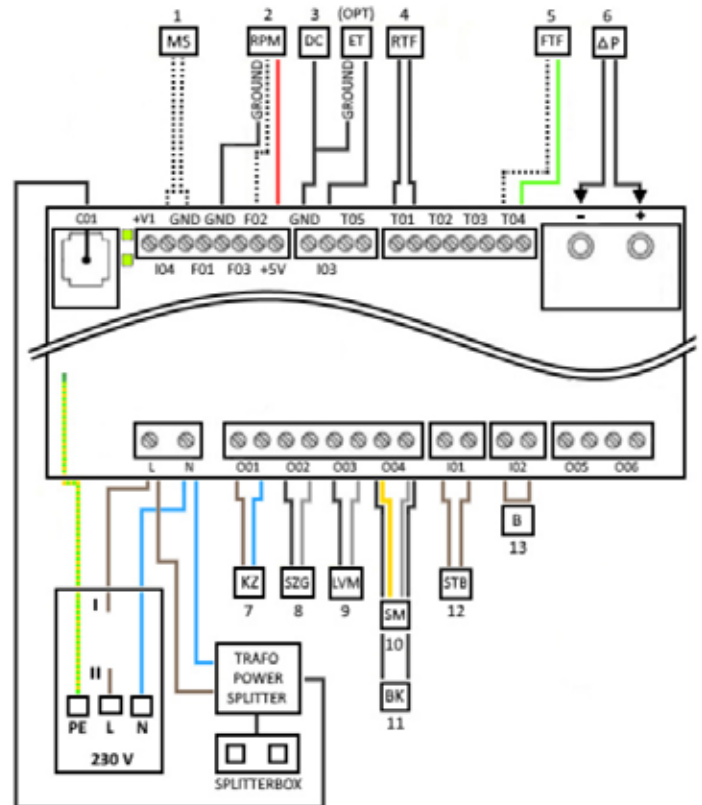 1 2 3 (OPT) 4 5 6
MS RPM DC ET RTF FTF ΔP
GROUND GROUND
- +
C01 +V1 GND GND F02 GND T05 T01 T02 T03 T04
I04 F01 F03 +5V I03
L N O01 O02 O03 O04 I01 I02 O05 O06
B
13
KZ SZG LVM STB
7 8 9 12
I
SM
10
TRAFO
POWER
SPLITTER
II
BK
11
PE L N
230 V
SPLITTERBOX